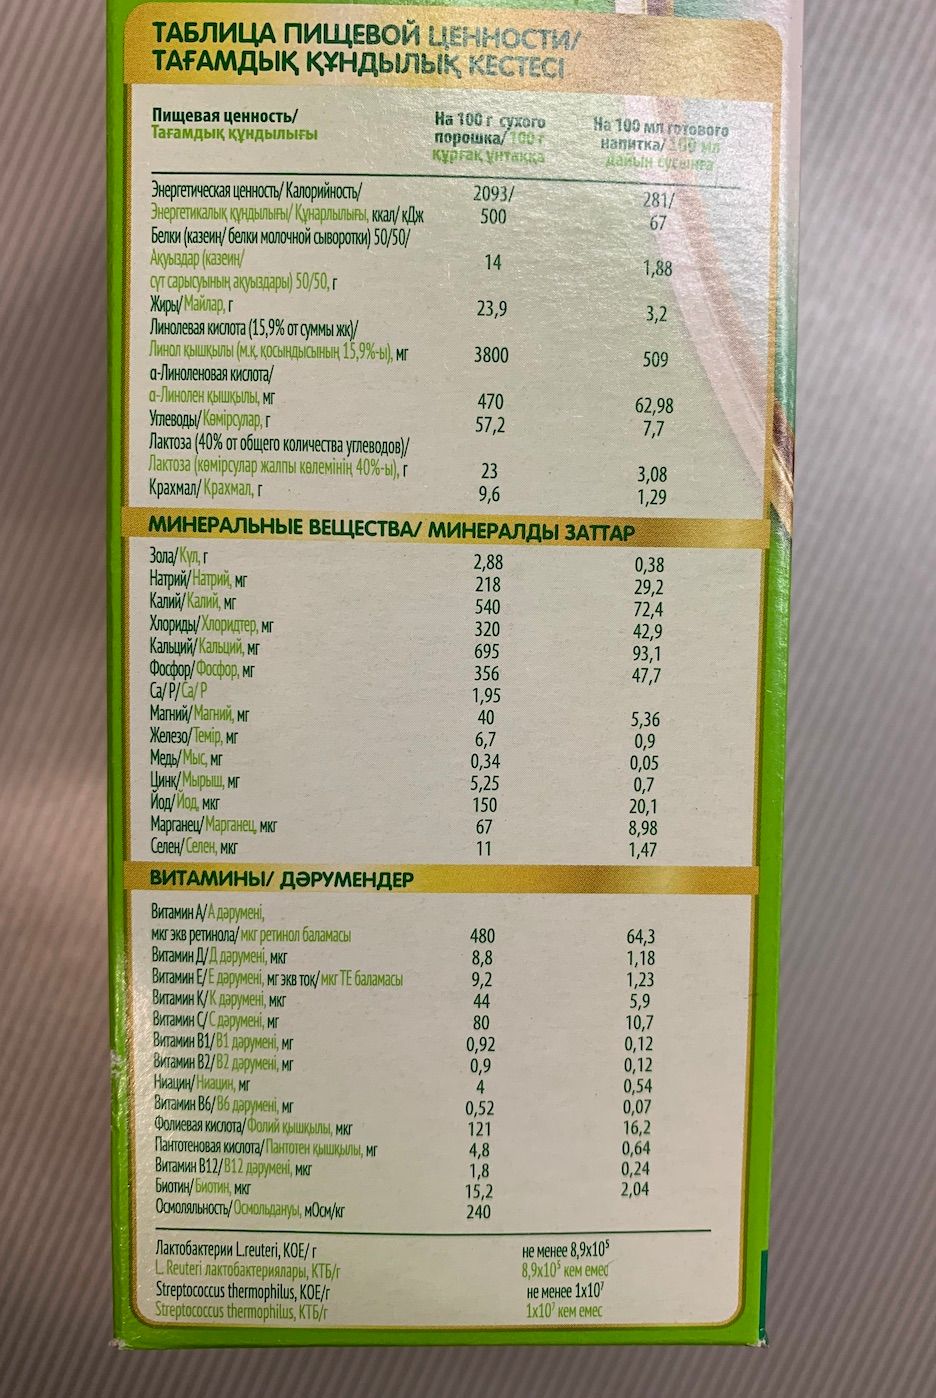 ТАБЛИЦА ПИЩЕВОЙ ЦЕННОСТИ/
ТАҒАМДЫҚ ҚҰНДЫЛЫҚ КЕСТЕСІ
Пищевая ценность/ На 100 г сухого На 100 мл готового
Тағамдық құндылығы порошка/ 100 г напитка/ 100 мл
құрғақ ұнтаққа дайын сусынға
Энергетическая ценность/ Калорийность/ 2093/ 281/
Энергетикалық құндылығы/ Құнарлылығы, ккал/ кДж 500 67
Белки (казеин/ белки молочной сыворотки) 50/50/
Ақуыздар (казеин/ 14 1,88
сүт сарысуының ақуыздары) 50/50, г
Жиры/ Майлар, г 23,9 3,2
Линолевая кислота (15,9% от суммы жк)/
Линол қышқылы (м.қ. қосындысының 15,9%-ы), мг 3800 509
α-Линоленовая кислота/
α-Линолен қышқылы, мг 470 62,98
Углеводы/ Көмірсулар, г 57,2 7,7
Лактоза (40% от общего количества углеводов)/
Лактоза (көмірсулар жалпы көлемінің 40%-ы), г 23 3,08
Крахмал/ Крахмал, г 9,6 1,29
МИНЕРАЛЬНЫЕ ВЕЩЕСТВА/ МИНЕРАЛДЫ ЗАТТАР
Зола/ Күл, г 2,88 0,38
Натрий/ Натрий, мг 218 29,2
Калий/ Калий, мг 540 72,4
Хлориды/ Хлоридтер, мг 320 42,9
Кальций/ Кальций, мг 695 93,1
Фосфор/ Фосфор, мг 356 47,7
Ca/ P/ Ca/ P 1,95
Магний/ Магний, мг 40 5,36
Железо/ Темір, мг 6,7 0,9
Медь/ Мыс, мг 0,34 0,05
Цинк/ Мырыш, мг 5,25 0,7
Йод/ Йод, мкг 150 20,1
Марганец/ Марганец, мкг 67 8,98
Селен/ Селен, мкг 11 1,47
ВИТАМИНЫ/ ДӘРУМЕНДЕР
Витамин А/ А дәрумені,
мкг экв ретинола/ мкг ретинол баламасы 480 64,3
Витамин Д/ Д дәрумені, мкг 8,8 1,18
Витамин Е/ Е дәрумені, мг экв ток/ мкг ТЕ баламасы 9,2 1,23
Витамин К/ К дәрумені, мкг 44 5,9
Витамин С/ С дәрумені, мг 80 10,7
Витамин В1/ В1 дәрумені, мг 0,92 0,12
Витамин В2/ В2 дәрумені, мг 0,9 0,12
Ниацин/ Ниацин, мг 4 0,54
Витамин В6/ В6 дәрумені, мг 0,52 0,07
Фолиевая кислота/ Фолий қышқылы, мкг 121 16,2
Пантотеновая кислота/ Пантотен қышқылы, мг 4,8 0,64
Витамин В12/ В12 дәрумені, мкг 1,8 0,24
Биотин/ Биотин, мкг 15,2 2,04
Осмоляльность/ Осмольдануы, мОсм/кг 240
Лактобактерии L.reuteri, КОЕ/ г не менее 8,9x10⁵
L. Reuteri лактобактериялары, КТБ/г 8,9x10⁵ кем емес
Streptococcus thermophilus, КОЕ/г не менее 1x10⁷
Streptococcus thermophilus, КТБ/г 1x10⁷ кем емес